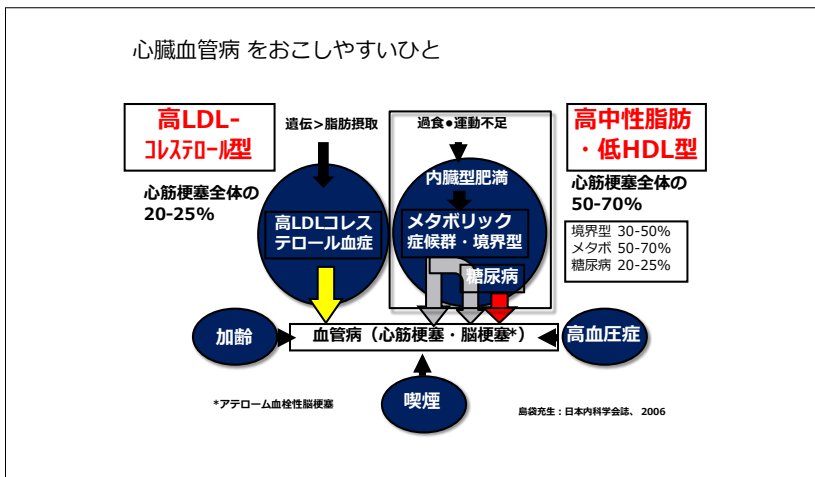 心臓血管病 をおこしやすいひと
高LDL-
ｺﾚｽﾃﾛｰﾙ型
心筋梗塞全体の
20-25%
遺伝>脂肪摂取
高LDLコレス
テロール血症
過食●運動不足
内臓型肥満
メタボリック
症候群・境界型
糖尿病
高中性脂肪
・低HDL型
心筋梗塞全体の
50-70%
境界型 30-50%
メタボ 50-70%
糖尿病 20-25%
加齢
血管病（心筋梗塞・脳梗塞*）
高血圧症
喫煙
*アテローム血栓性脳梗塞
島袋充生：日本内科学会誌、 2006